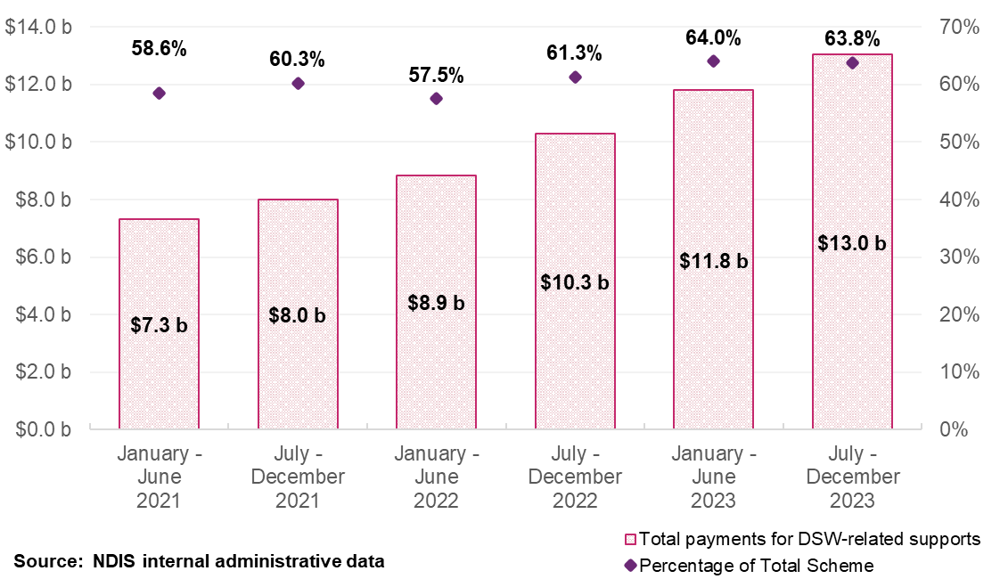 $14.0 b
$12.0 b
$10.0 b
$8.0 b
$6.0 b
$4.0 b
$2.0 b
$0.0 b
58.6%
60.3%
57.5%
61.3%
64.0%
63.8%
$7.3 b
$8.0 b
$8.9 b
$10.3 b
$11.8 b
$13.0 b
70%
60%
50%
40%
30%
20%
10%
0%
January -
June
2021
July -
December
2021
January -
June
2022
July -
December
2022
January -
June
2023
July -
December
2023
Total payments for DSW-related supports
Percentage of Total Scheme
Source: NDIS internal administrative data